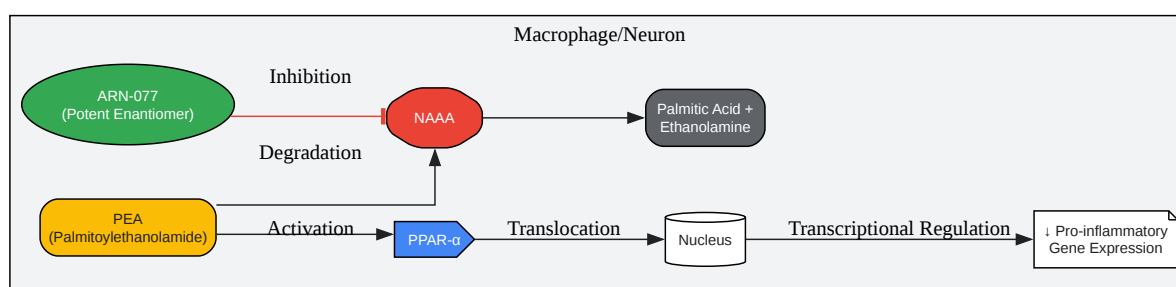 Macrophage/Neuron
Inhibition
ARN-077
(Potent Enantiomer)
NAAA
Palmitic Acid +
Ethanolamine
Degradation
PEA
(Palmitoylethanolamide)
Activation
PPAR-α
Translocation
Nucleus
Transcriptional Regulation
↓ Pro-inflammatory
Gene Expression